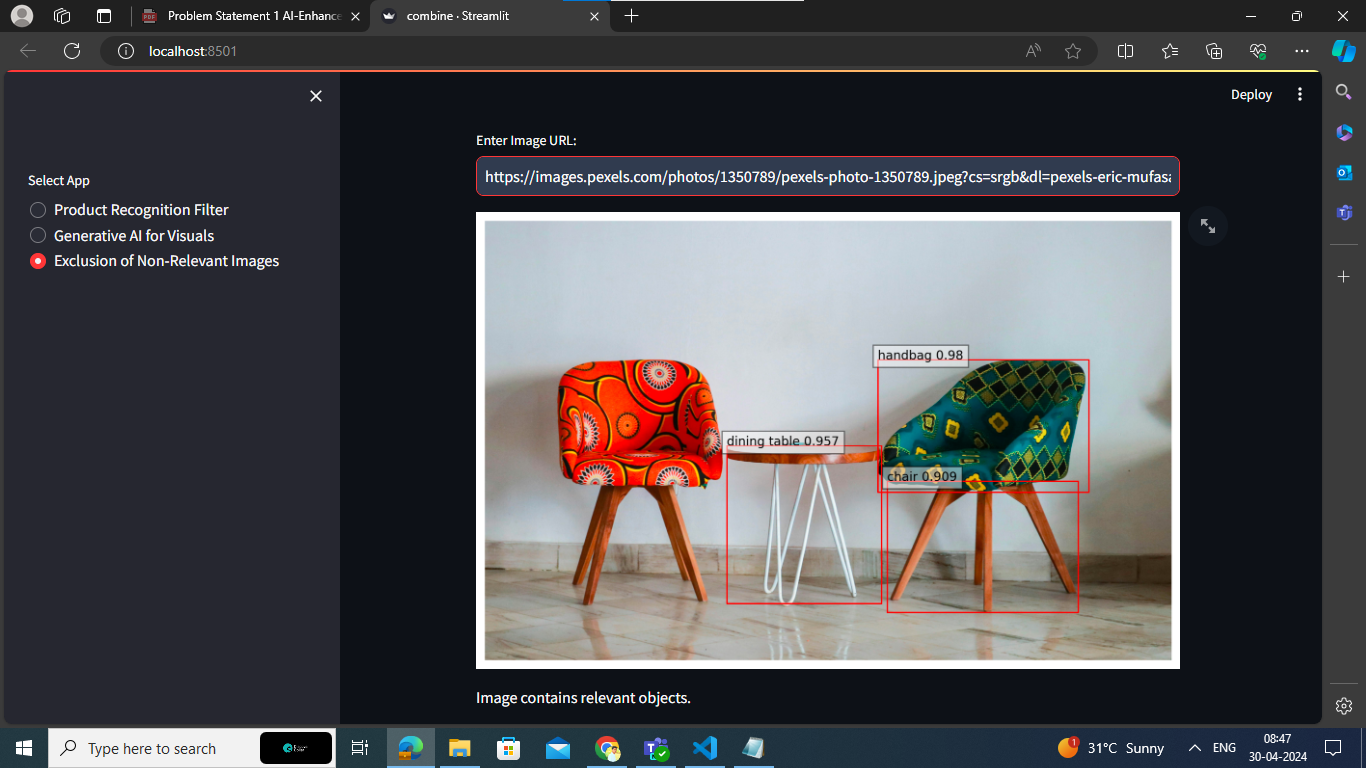 Problem Statement 1 AI-Enhance
combine · Streamlit
localhost:8501
Deploy
Select App
Product Recognition Filter
Generative AI for Visuals
Exclusion of Non-Relevant Images
Enter Image URL:
https://images.pexels.com/photos/1350789/pexels-photo-1350789.jpeg?cs=srgb&dl=pexels-eric-mufasa
handbag 0.98
dining table 0.957
chair 0.909
Image contains relevant objects.
Type here to search
31°C Sunny
ENG
08:47
30-04-2024